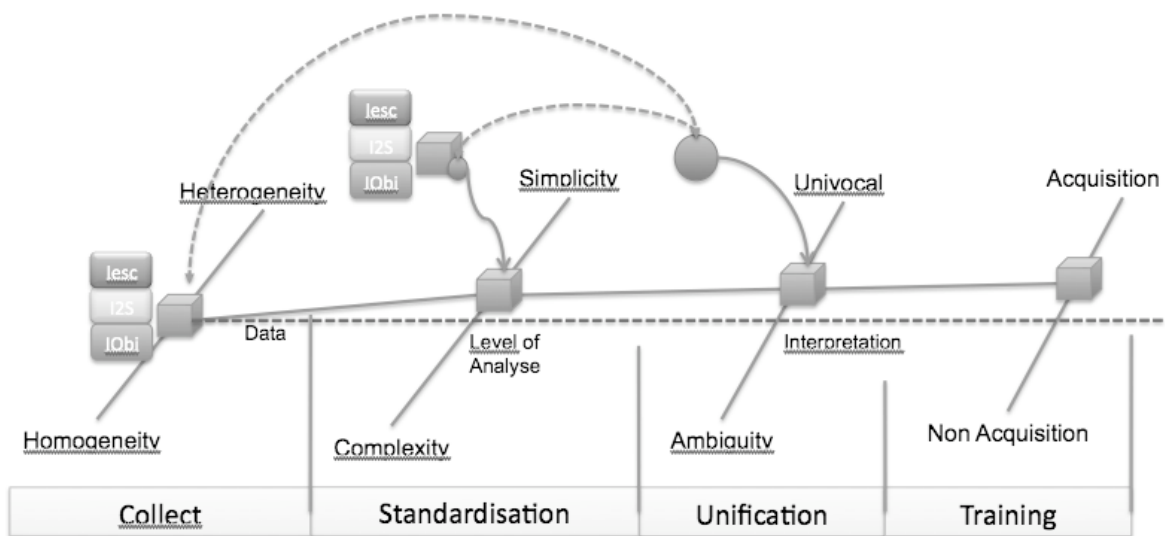 Iesc
I2S
IObi
Heterogeneity
Simplicity
Univocal
Acquisition
Iesc
I2S
IObi
Data
Level of
Analyse
Interpretation
Homogeneity
Complexity
Ambiguity
Non Acquisition
Collect
Standardisation
Unification
Training